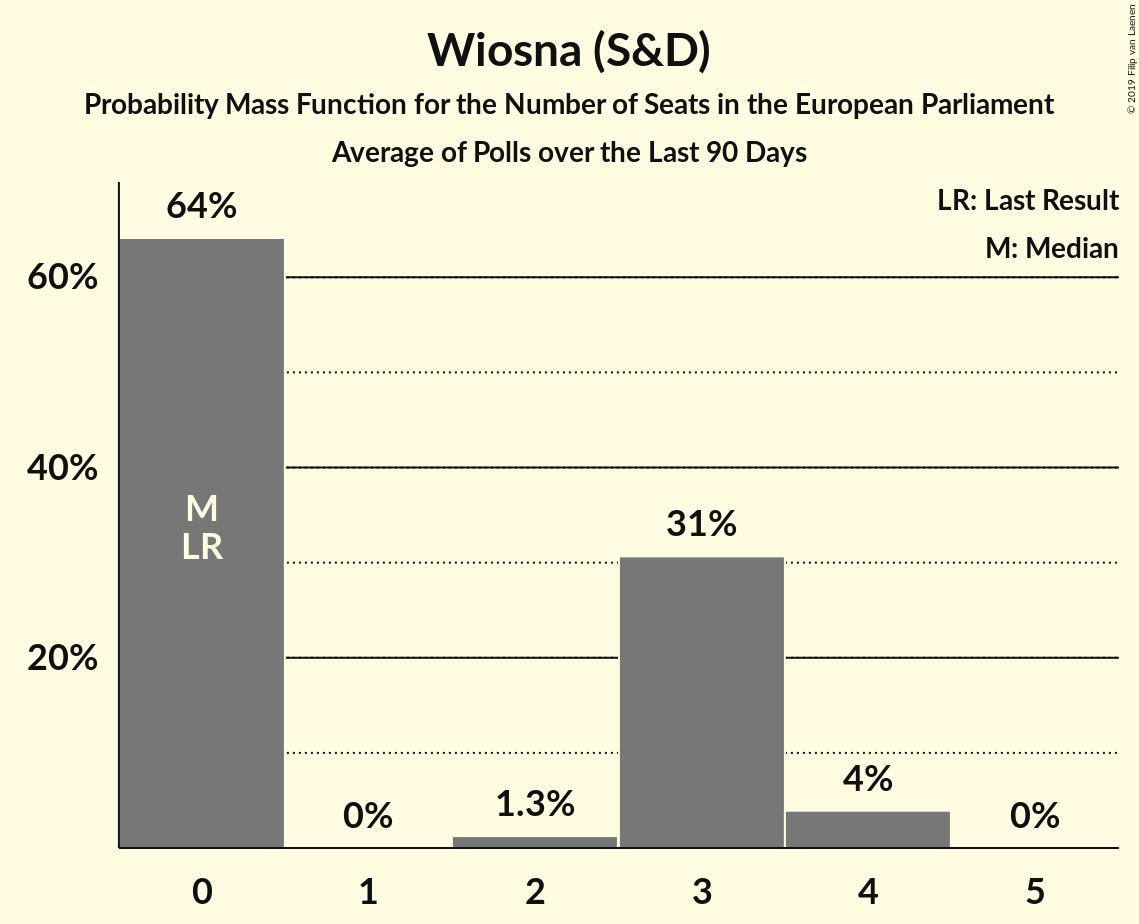 Wiosna (S&D)
Probability Mass Function for the Number of Seats in the European Parliament
Average of Polls over the Last 90 Days
© 2019 Filip van Laenen
LR: Last Result
M: Median
64%
60%
40%
20%
M
LR
0%
1.3%
31%
4%
0%
0 1 2 3 4 5